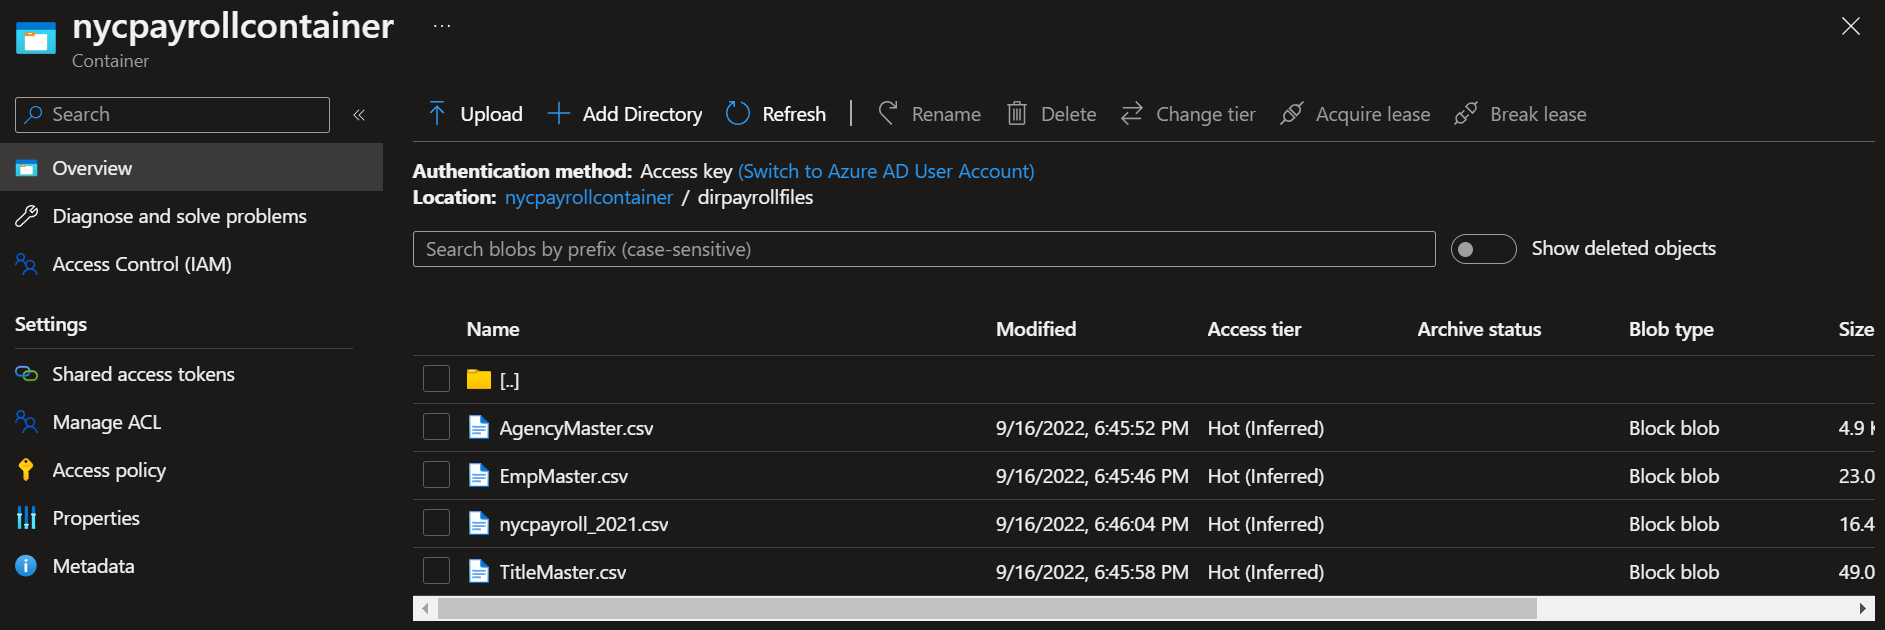 nycpayrollcontainer ...
Container
Search «
Upload Add Directory Refresh Rename Delete Change tier Acquire lease Break lease
Overview
Diagnose and solve problems
Access Control (IAM)
Settings
Shared access tokens
Manage ACL
Access policy
Properties
Metadata
Authentication method: Access key (Switch to Azure AD User Account)
Location: nycpayrollcontainer / dirpayrollfiles
Search blobs by prefix (case-sensitive) Show deleted objects
Name Modified Access tier Archive status Blob type Size
[..]
AgencyMaster.csv 9/16/2022, 6:45:52 PM Hot (Inferred) Block blob 4.9
EmpMaster.csv 9/16/2022, 6:45:46 PM Hot (Inferred) Block blob 23.0
nycpayroll_2021.csv 9/16/2022, 6:46:04 PM Hot (Inferred) Block blob 16.4
TitleMaster.csv 9/16/2022, 6:45:58 PM Hot (Inferred) Block blob 49.0